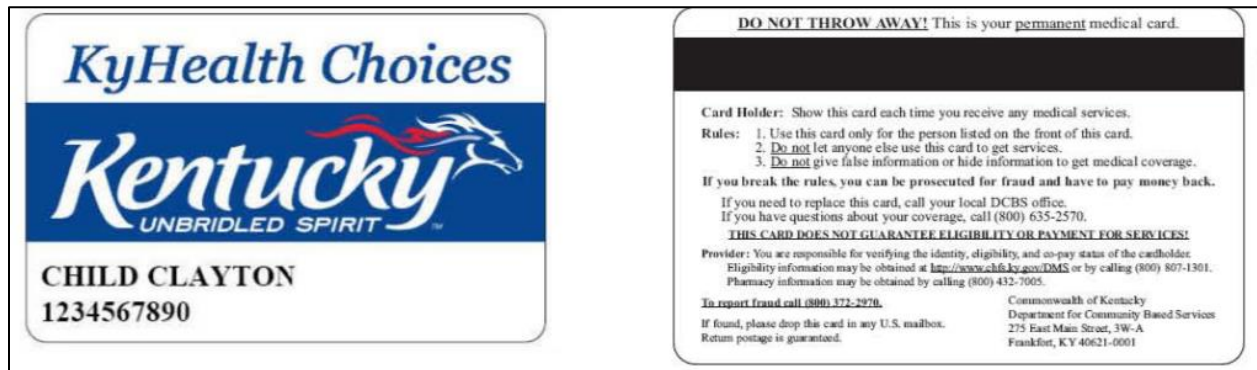 KyHealth Choices
Kentucky
UNBRIDLED SPIRIT
TM
CHILD CLAYTON
1234567890
DO NOT THROW AWAY! This is your permanent medical card.
Card Holder: Show this card each time you receive any medical services.
Rules: 1. Use this card only for the person listed on the front of this card.
2. Do not let anyone else use this card to get services.
3. Do not give false information or hide information to get medical coverage.
If you break the rules, you can be prosecuted for fraud and have to pay money back.
If you need to replace this card, call your local DCBS office.
If you have questions about your coverage, call (800) 635-2570.
THIS CARD DOES NOT GUARANTEE ELIGIBILITY OR PAYMENT FOR SERVICES!
Provider: You are responsible for verifying the identity, eligibility, and co-pay status of the cardholder.
Eligibility information may be obtained at http://www.chfs.ky.gov/DMS or by calling (800) 807-1301.
Pharmacy information may be obtained by calling (800) 432-7005.
To report fraud call (800) 372-2970.
If found, please drop this card in any U.S. mailbox.
Return postage is guaranteed.
Commonwealth of Kentucky
Department for Community Based Services
275 East Main Street, 3W-A
Frankfort, KY 40621-0001